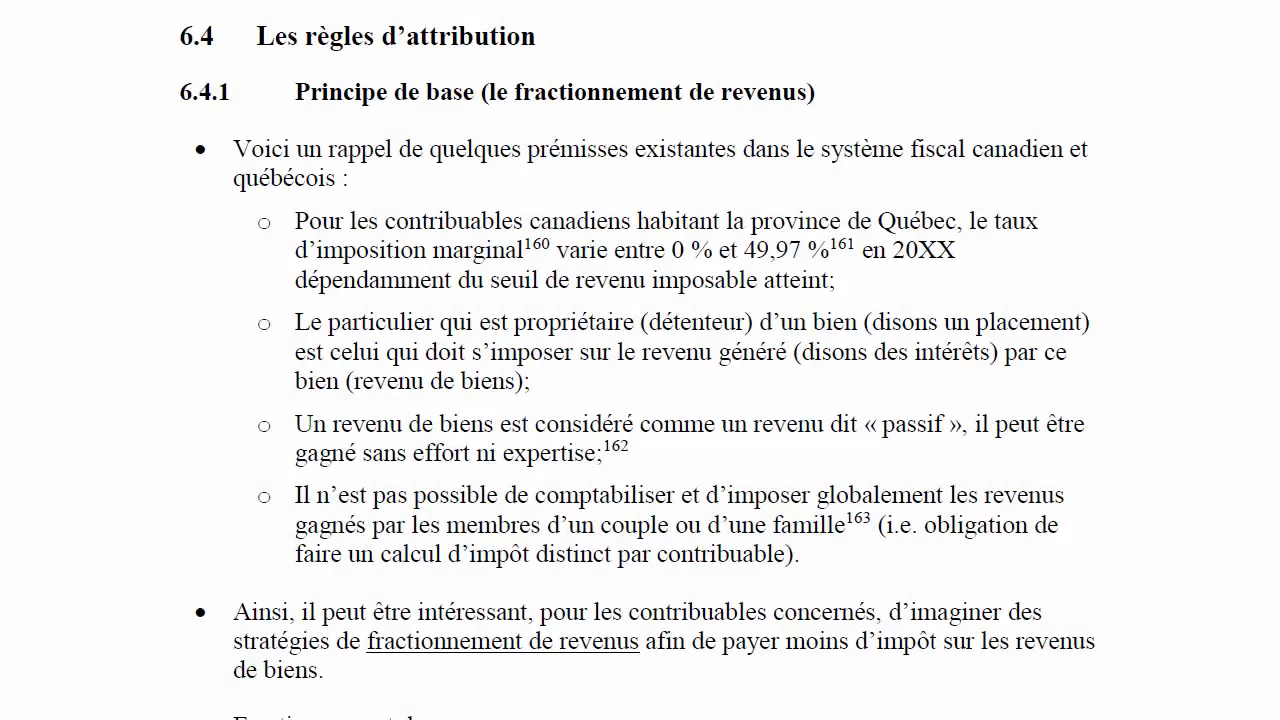 6.4 Les règles d’attribution
6.4.1 Principe de base (le fractionnement de revenus)
• Voici un rappel de quelques prémisses existantes dans le système fiscal canadien et
québécois :
o Pour les contribuables canadiens habitant la province de Québec, le taux
d’imposition marginal160 varie entre 0 % et 49,97 %161 en 20XX
dépendamment du seuil de revenu imposable atteint;
o Le particulier qui est propriétaire (détenteur) d’un bien (disons un placement)
est celui qui doit s’imposer sur le revenu généré (disons des intérêts) par ce
bien (revenu de biens);
o Un revenu de biens est considéré comme un revenu dit « passif », il peut être
gagné sans effort ni expertise;162
o Il n’est pas possible de comptabiliser et d’imposer globalement les revenus
gagnés par les membres d’un couple ou d’une famille163 (i.e. obligation de
faire un calcul d’impôt distinct par contribuable).
• Ainsi, il peut être intéressant, pour les contribuables concernés, d’imaginer des
stratégies de fractionnement de revenus afin de payer moins d’impôt sur les revenus
de biens.